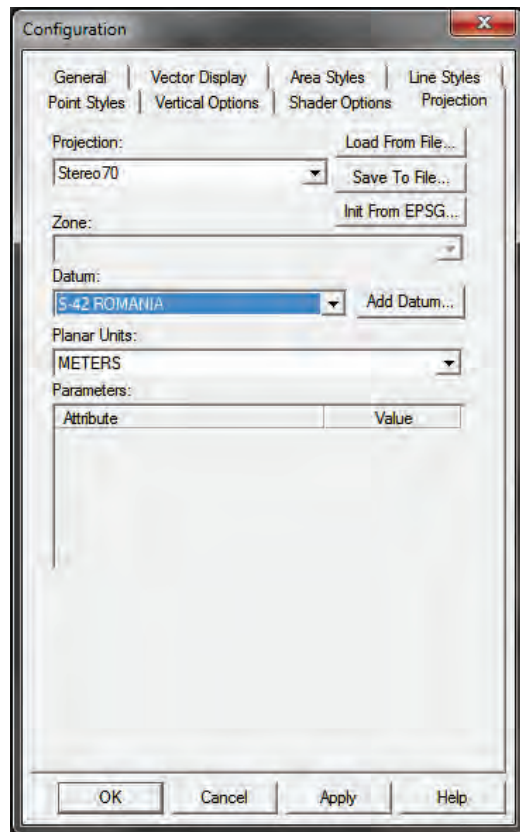 Configuration
General Vector Display Area Styles Line Styles
Point Styles Vertical Options Shader Options Projection
Projection:
Load From File...
Stereo70
Save To File...
Init From EPSG...
Zone:
Datum:
S-42 ROMANIA
Add Datum...
Planar Units:
METERS
Parameters:
Attribute Value
OK Cancel Apply Help